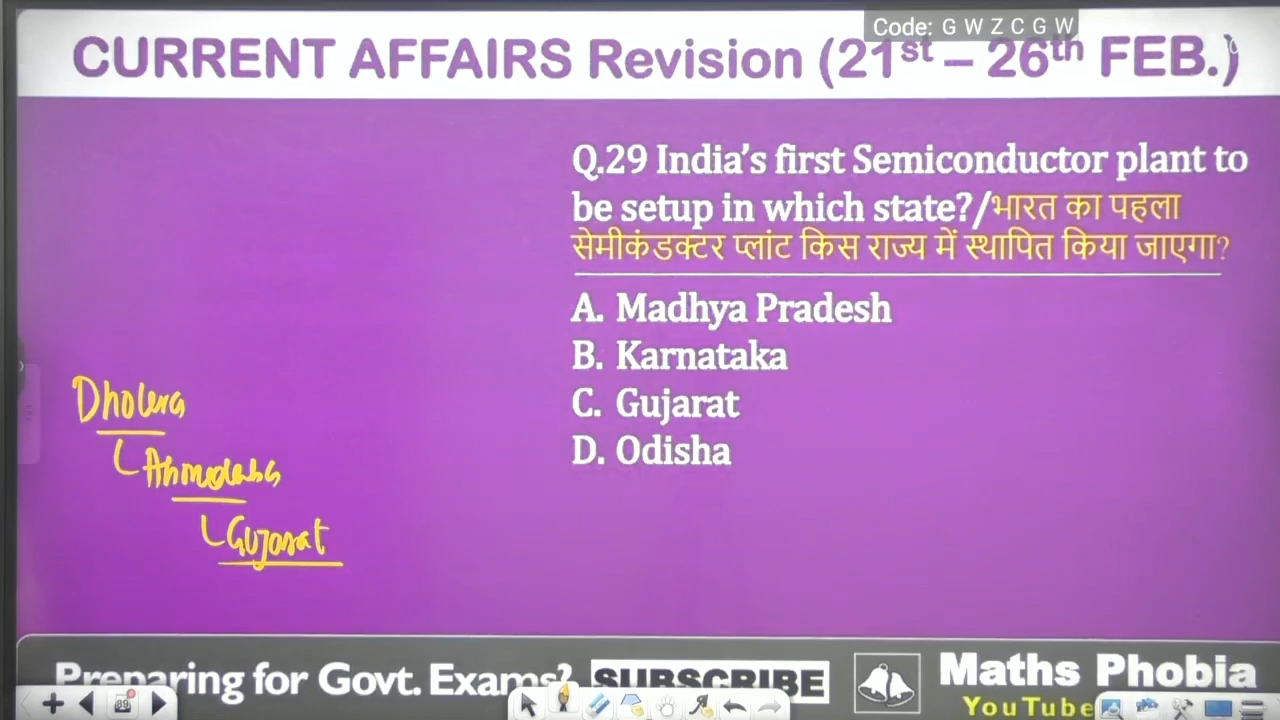 Code: G W Z C G W
CURRENT AFFAIRS Revision (21st – 26th FEB.)
Q.29 India's first Semiconductor plant to
be setup in which state?/भारत का पहला
सेमीकंडक्टर प्लांट किस राज्य में स्थापित किया जाएगा?
A. Madhya Pradesh
B. Karnataka
C. Gujarat
D. Odisha
Dholera
Gujarat
Preparing for Govt. Exams? SUBSCRIBE
Maths Phobia
YouTube
89